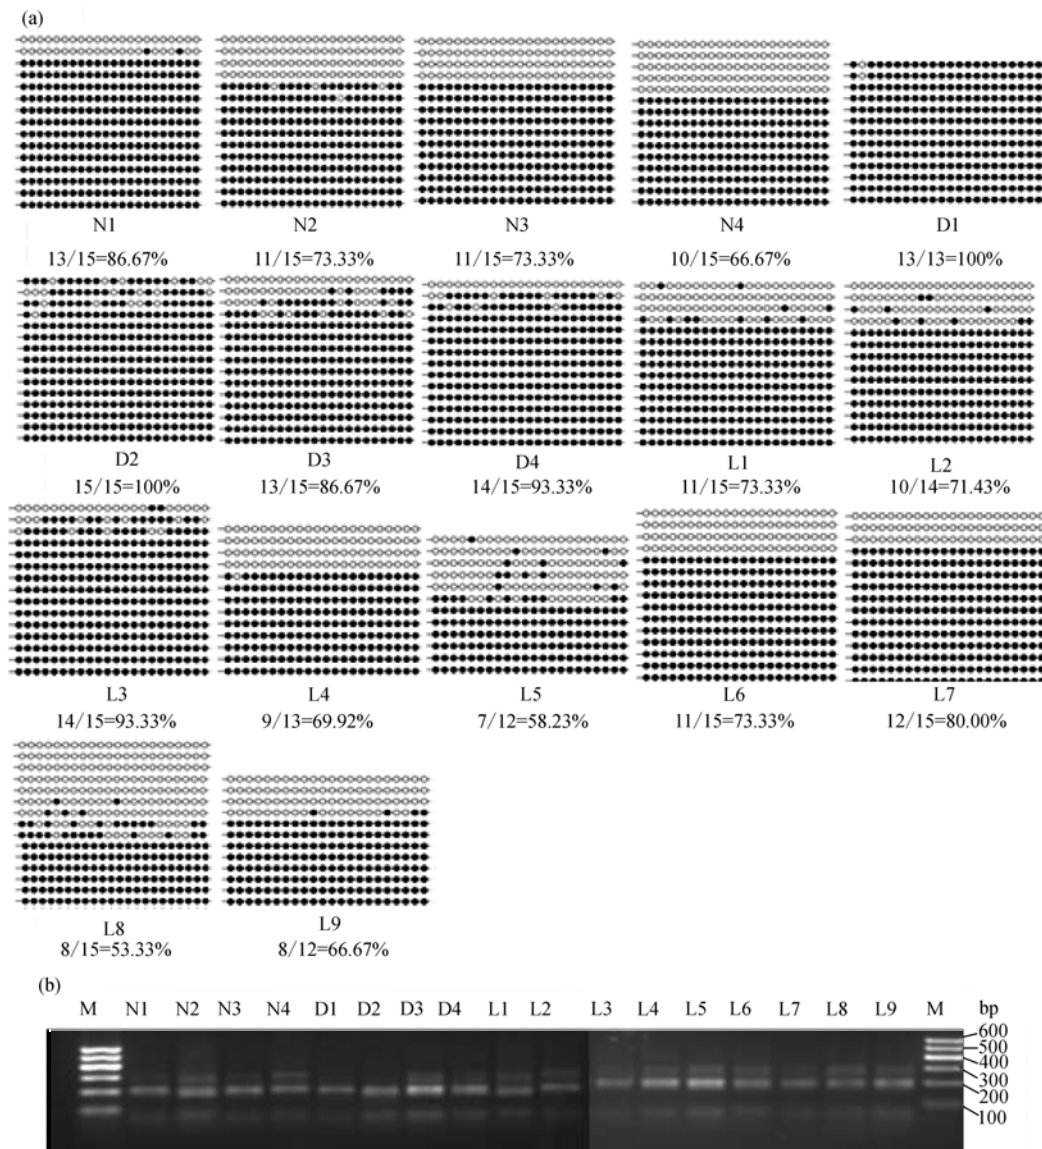 (a)
N1 N2 N3 N4 D1
13/15=86.67% 11/15=73.33% 11/15=73.33% 10/15=66.67% 13/13=100%
D2 D3 D4 L1 L2
15/15=100% 13/15=86.67% 14/15=93.33% 11/15=73.33% 10/14=71.43%
L3 L4 L5 L6 L7
14/15=93.33% 9/13=69.92% 7/12=58.23% 11/15=73.33% 12/15=80.00%
L8 L9
8/15=53.33% 8/12=66.67%
(b)
M N1 N2 N3 N4 D1 D2 D3 D4 L1 L2 L3 L4 L5 L6 L7 L8 L9 M bp
600
500
400
300
200
100